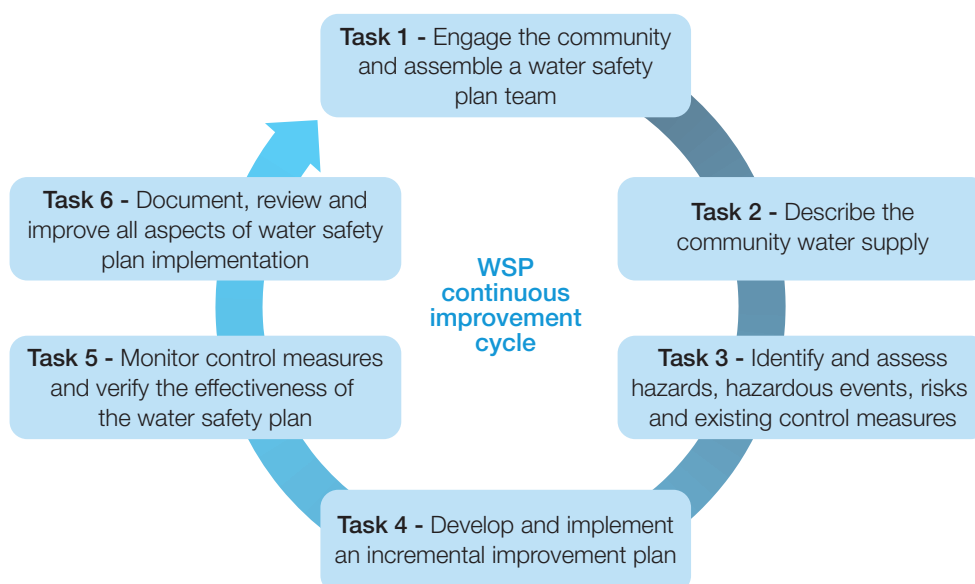 Task 1 - Engage the community
and assemble a water safety
plan team
Task 2 - Describe the
community water supply
Task 3 - Identify and assess
hazards, hazardous events, risks
and existing control measures
Task 4 - Develop and implement
an incremental improvement plan
Task 5 - Monitor control measures
and verify the effectiveness of
the water safety plan
Task 6 - Document, review and
improve all aspects of water safety
plan implementation
WSP
continuous
improvement
cycle